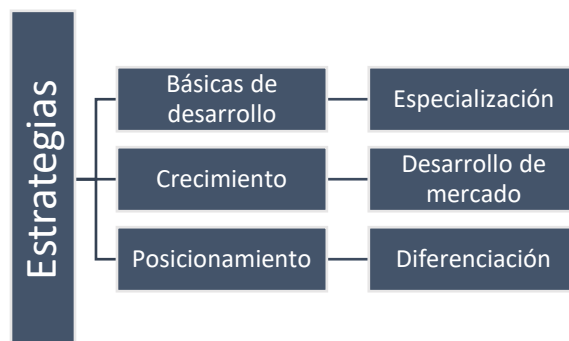 Estrategias
Básicas de
desarrollo
Especialización
Crecimiento
Desarrollo de
mercado
Posicionamiento
Diferenciación